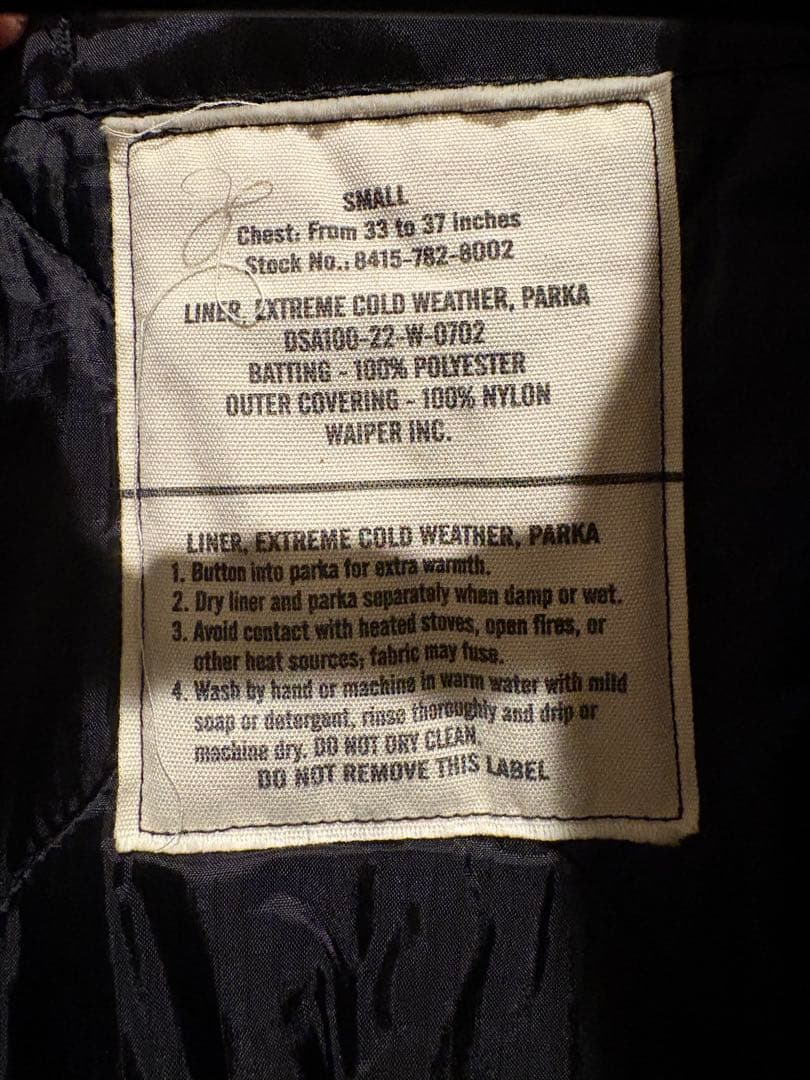 SMALL
Chest: From 33 to 37 inches
Stock No.: 8415-782-8002
LINER, EXTREME COLD WEATHER, PARKA
DSA100-22-W-0702
BATTING - 100% POLYESTER
OUTER COVERING - 100% NYLON
WAIPER INC.
LINER, EXTREME COLD WEATHER, PARKA
1. Button into parka for extra warmth.
2. Dry liner and parka separately when damp or wet.
3. Avoid contact with heated stoves, open fires, or
other heat sources; fabric may fuse.
4. Wash by hand or machine in warm water with mild
soap or detergent, rinse thoroughly and drip or
machine dry. DO NOT DRY CLEAN.
DO NOT REMOVE THIS LABEL